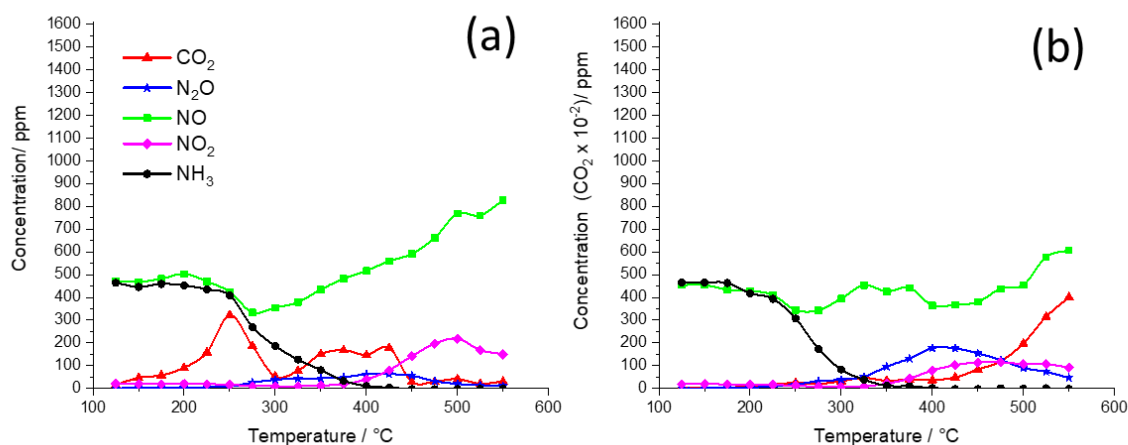 (a)
Concentration/ ppm
1600
1500
1400
1300
1200
1100
1000
900
800
700
600
500
400
300
200
100
0
CO2
N2O
NO
NO2
NH3
100 200 300 400 500 600
Temperature / °C
(b)
Concentration (CO2 x 10-2)/ ppm
1600
1500
1400
1300
1200
1100
1000
900
800
700
600
500
400
300
200
100
0
100 200 300 400 500 600
Temperature / °C